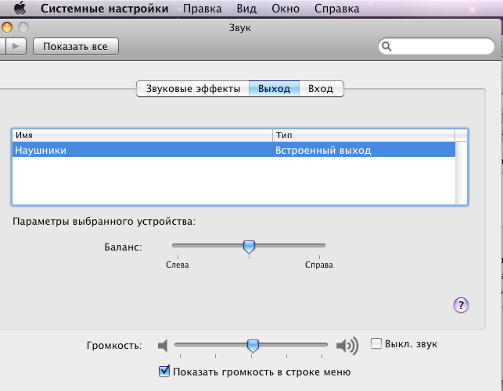 Системные настройки Правка Вид Окно Справка
Звук
Показать все
Звуковые эффекты Выход Вход
Имя Тип
Наушники Встроенный выход
Параметры выбранного устройства:
Баланс:
Слева Справа
?
Громкость: Выкл. звук
Показать громкость в строке меню